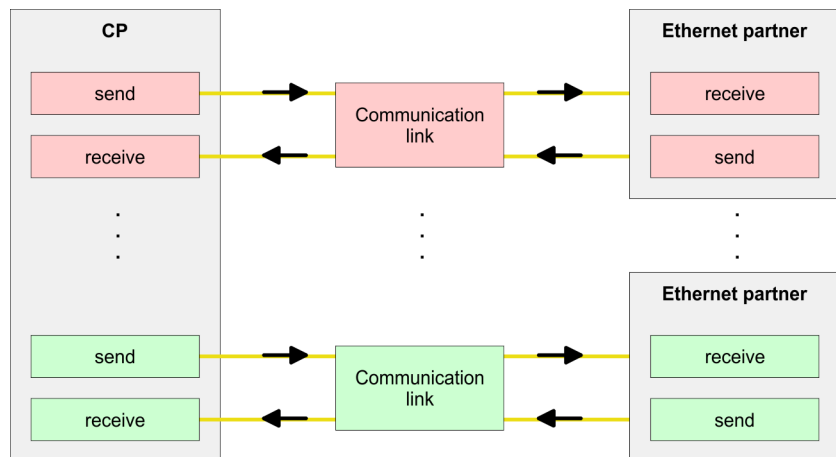 CP
Ethernet partner
send
Communication
link
receive
receive
send
Ethernet partner
send
Communication
link
receive
receive
send